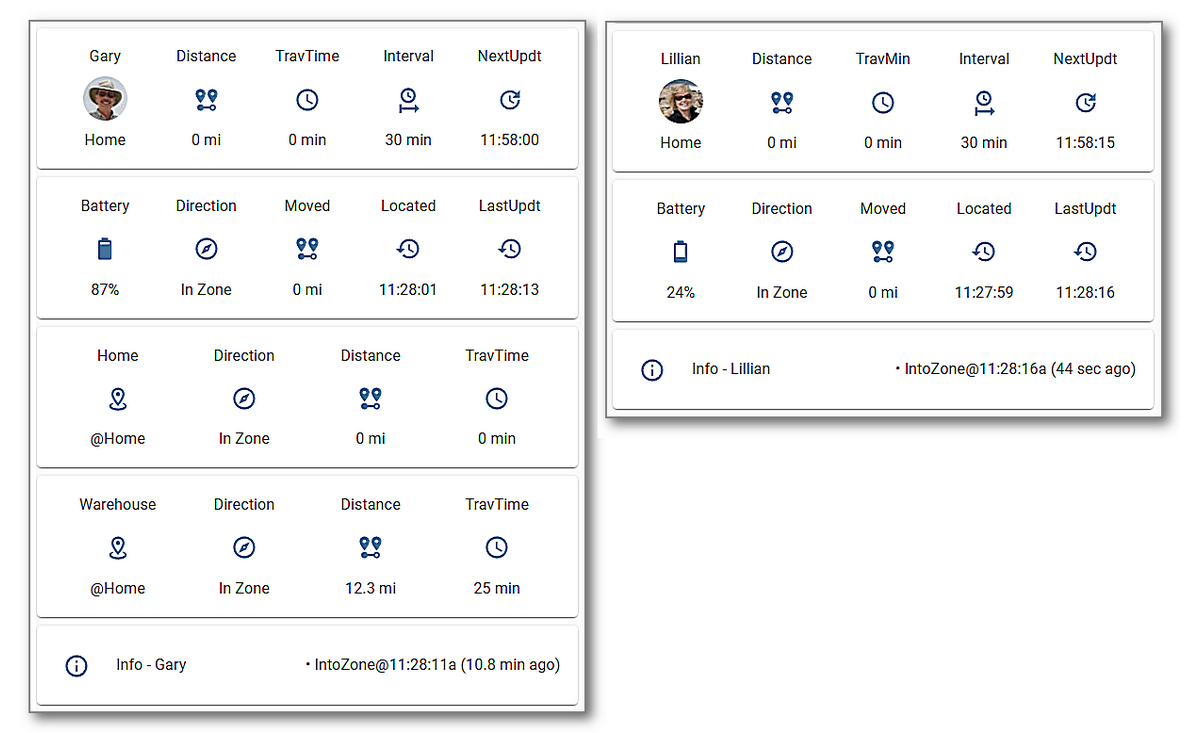 Gary Distance TravTime Interval NextUpdt
Home 0 mi 0 min 30 min 11:58:00
Battery Direction Moved Located LastUpdt
87% In Zone 0 mi 11:28:01 11:28:13
Home Direction Distance TravTime
@Home In Zone 0 mi 0 min
Warehouse Direction Distance TravTime
@Home In Zone 12.3 mi 25 min
Info - Gary • IntoZone@11:28:11a (10.8 min ago)
Lillian Distance TravMin Interval NextUpdt
Home 0 mi 0 min 30 min 11:58:15
Battery Direction Moved Located LastUpdt
24% In Zone 0 mi 11:27:59 11:28:16
Info - Lillian • IntoZone@11:28:16a (44 sec ago)